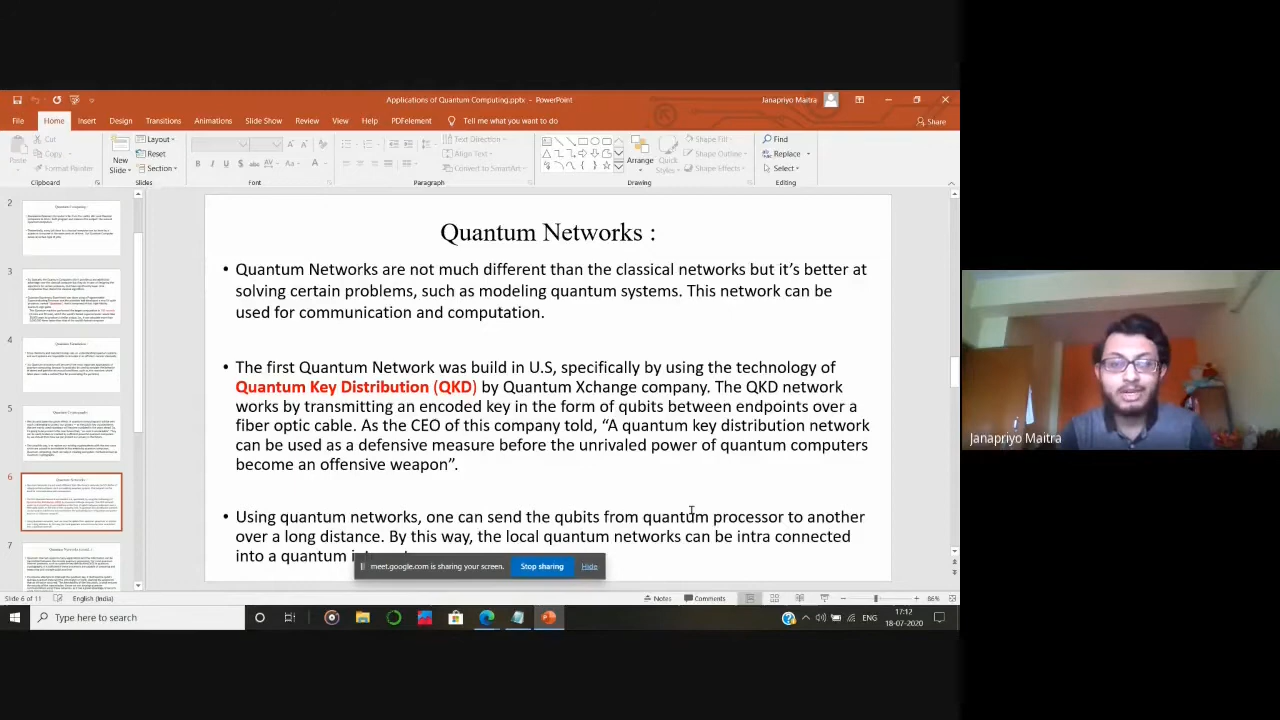 Applications of Quantum Computing.pptx - PowerPoint
Janapriyo Maitra
File Home Insert Design Transitions Animations Slide Show Review View Help PDFelement Tell me what you want to do Share
Paste
Cut
Copy
Format Painter
Clipboard
New Slide
Layout
Reset
Section
Slides
Font
Text Direction
Align Text
Convert to SmartArt
Paragraph
Arrange
Quick Styles
Shape Fill
Shape Outline
Shape Effects
Drawing
Find
Replace
Select
Editing
2
3
4
5
6
7
Quantum Networks :
• Quantum Networks are not much different than the classical networks but it's better at
solving certain problems, such as modeling quantum systems. This network can be
used for communication and computation.
• The first Quantum Network was build in U.S, specifically by using the technology of
Quantum Key Distribution (QKD) by Quantum Xchange company. The QKD network
works by transmitting an encoded key in the form of qubits between endpoints over a
fiber optic cable. As the CEO of the company told, “A quantum key distribution network
can be used as a defensive measure before the unrivaled power of quantum computers
become an offensive weapon”.
• Using quantum networks, one can send the qubits from quantum processor to another
over a long distance. By this way, the local quantum networks can be intra connected
into a quantum
meet.google.com is sharing your screen. Stop sharing Hide
Slide 6 of 11 English (India) Notes Comments 86%
Type here to search
ENG
17:12
18-07-2020
Janapriyo Maitra